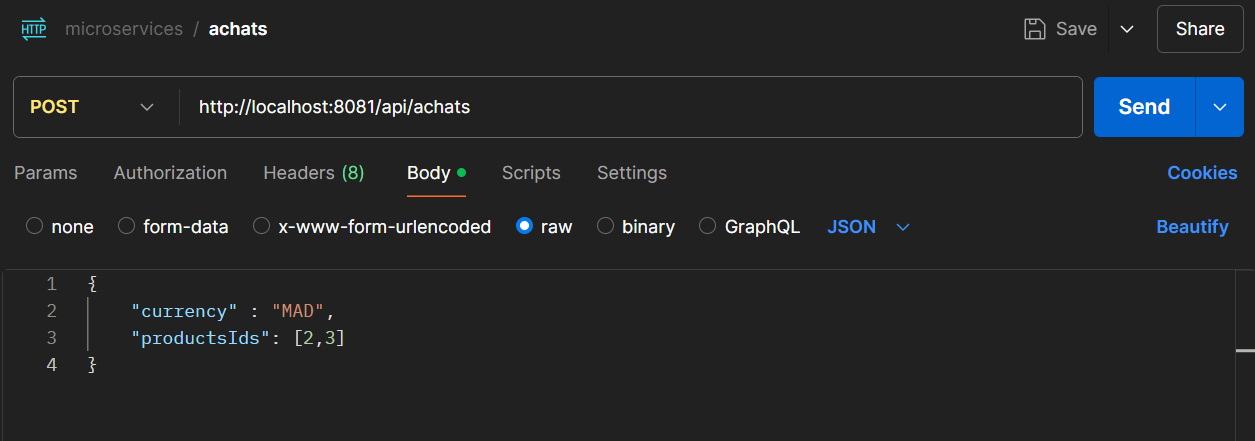 HTTP microservices / achats Save Share
POST http://localhost:8081/api/achats Send
Params Authorization Headers (8) Body Scripts Settings Cookies
none form-data x-www-form-urlencoded raw binary GraphQL JSON Beautify
1 {
2 "currency" : "MAD",
3 "productsIds": [2,3]
4 }